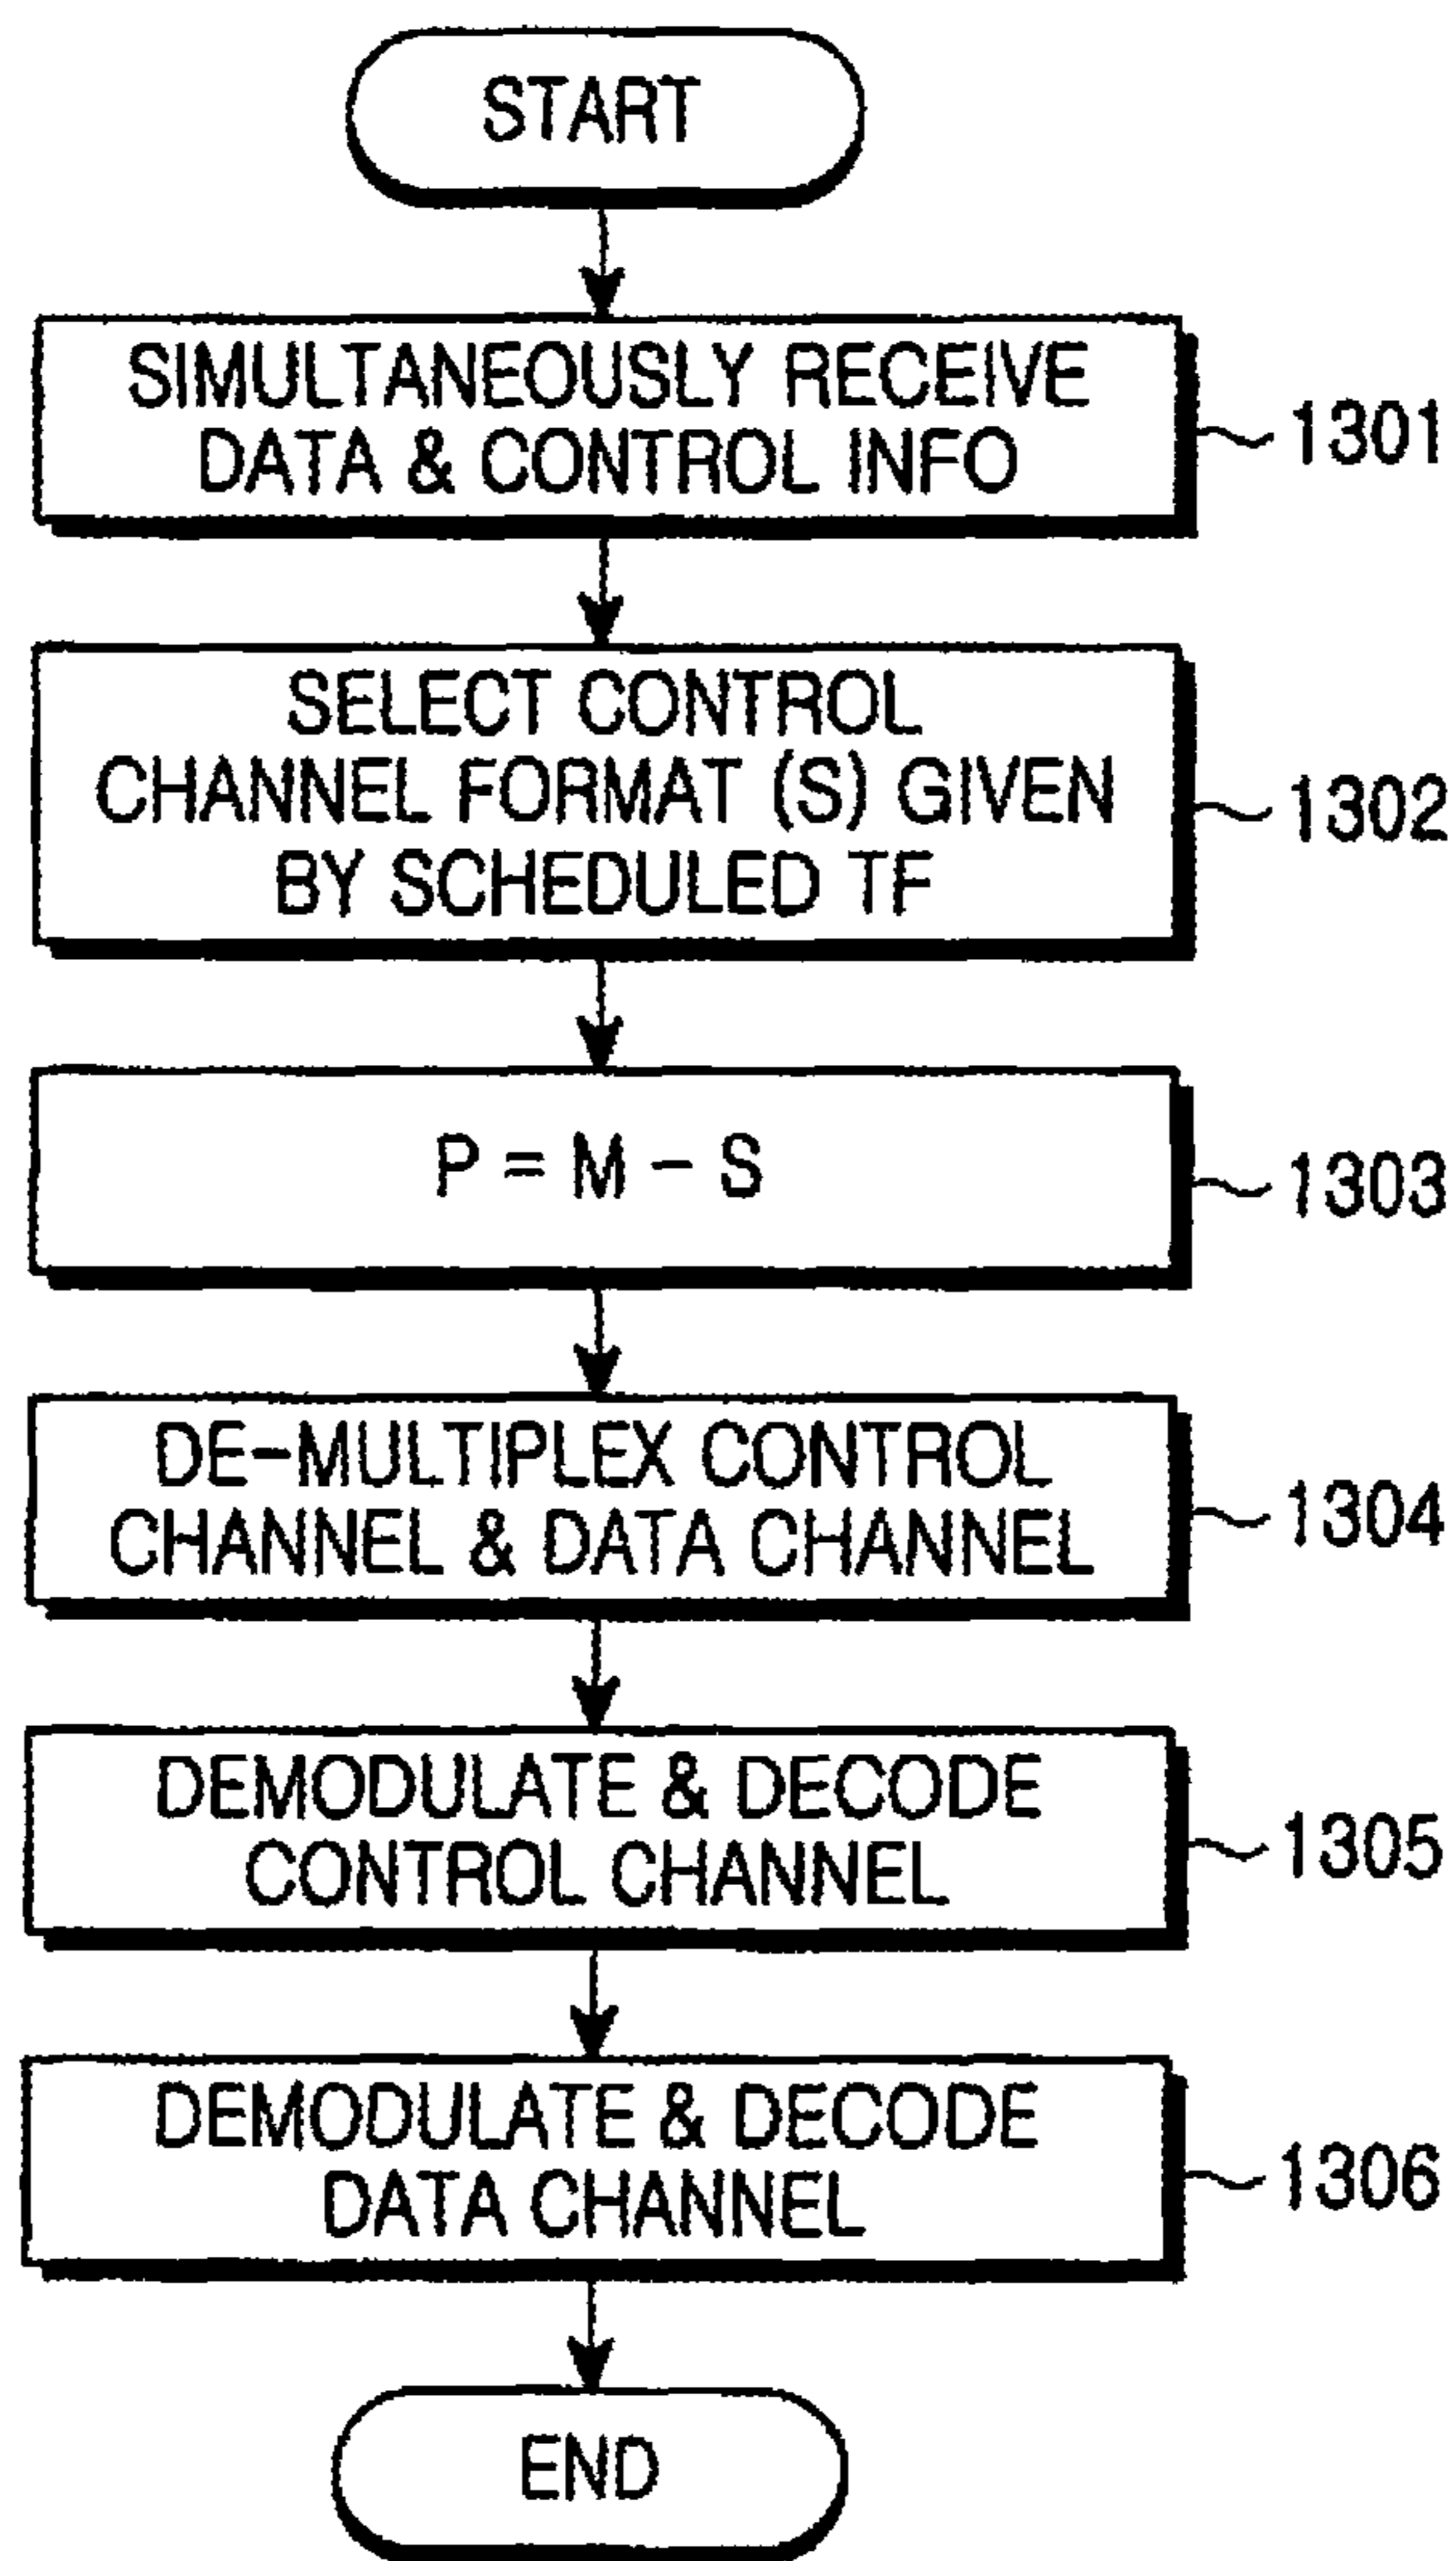 START
SIMULTANEOUSLY RECEIVE
DATA & CONTROL INFO
1301
SELECT CONTROL
CHANNEL FORMAT (S) GIVEN
BY SCHEDULED TF
1302
P = M - S
1303
DE-MULTIPLEX CONTROL
CHANNEL & DATA CHANNEL
1304
DEMODULATE & DECODE
CONTROL CHANNEL
1305
DEMODULATE & DECODE
DATA CHANNEL
1306
END